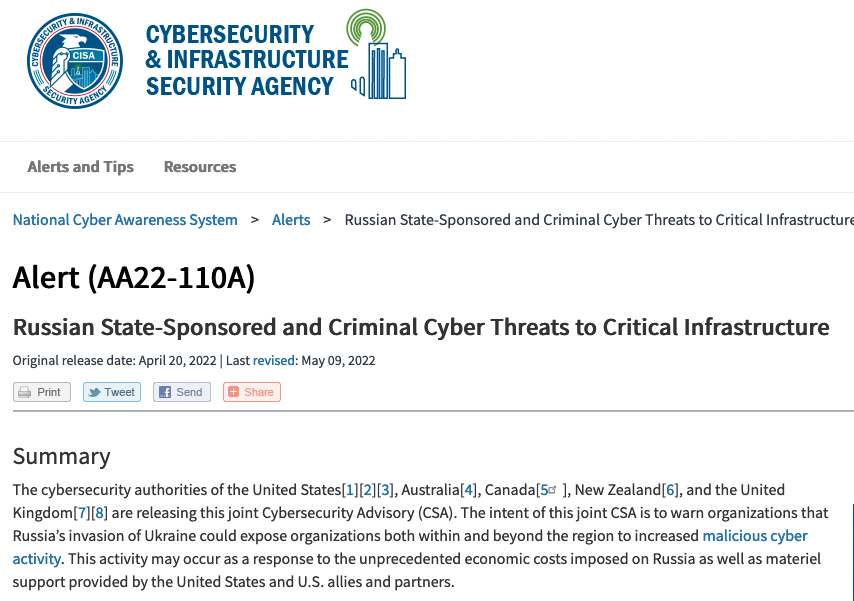 CYBERSECURITY & INFRASTRUCTURE
CISA
SECURITY AGENCY
CYBERSECURITY
& INFRASTRUCTURE
SECURITY AGENCY
Alerts and Tips Resources
National Cyber Awareness System > Alerts > Russian State-Sponsored and Criminal Cyber Threats to Critical Infrastructure
Alert (AA22-110A)
Russian State-Sponsored and Criminal Cyber Threats to Critical Infrastructure
Original release date: April 20, 2022 | Last revised: May 09, 2022
Print Tweet Send Share
Summary
The cybersecurity authorities of the United States[1][2][3], Australia[4], Canada[5 ], New Zealand[6], and the United
Kingdom[7][8] are releasing this joint Cybersecurity Advisory (CSA). The intent of this joint CSA is to warn organizations that
Russia’s invasion of Ukraine could expose organizations both within and beyond the region to increased malicious cyber
activity. This activity may occur as a response to the unprecedented economic costs imposed on Russia as well as materiel
support provided by the United States and U.S. allies and partners.